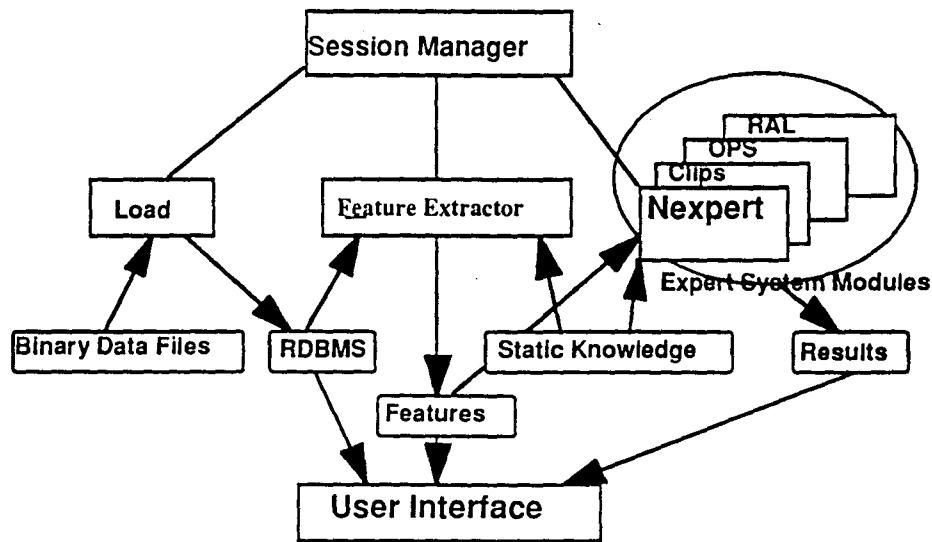 Session Manager
RAL
OPS
Clips
Nexpert
Load
Feature Extractor
Expert System Modules
Binary Data Files
RDBMS
Static Knowledge
Results
Features
User Interface